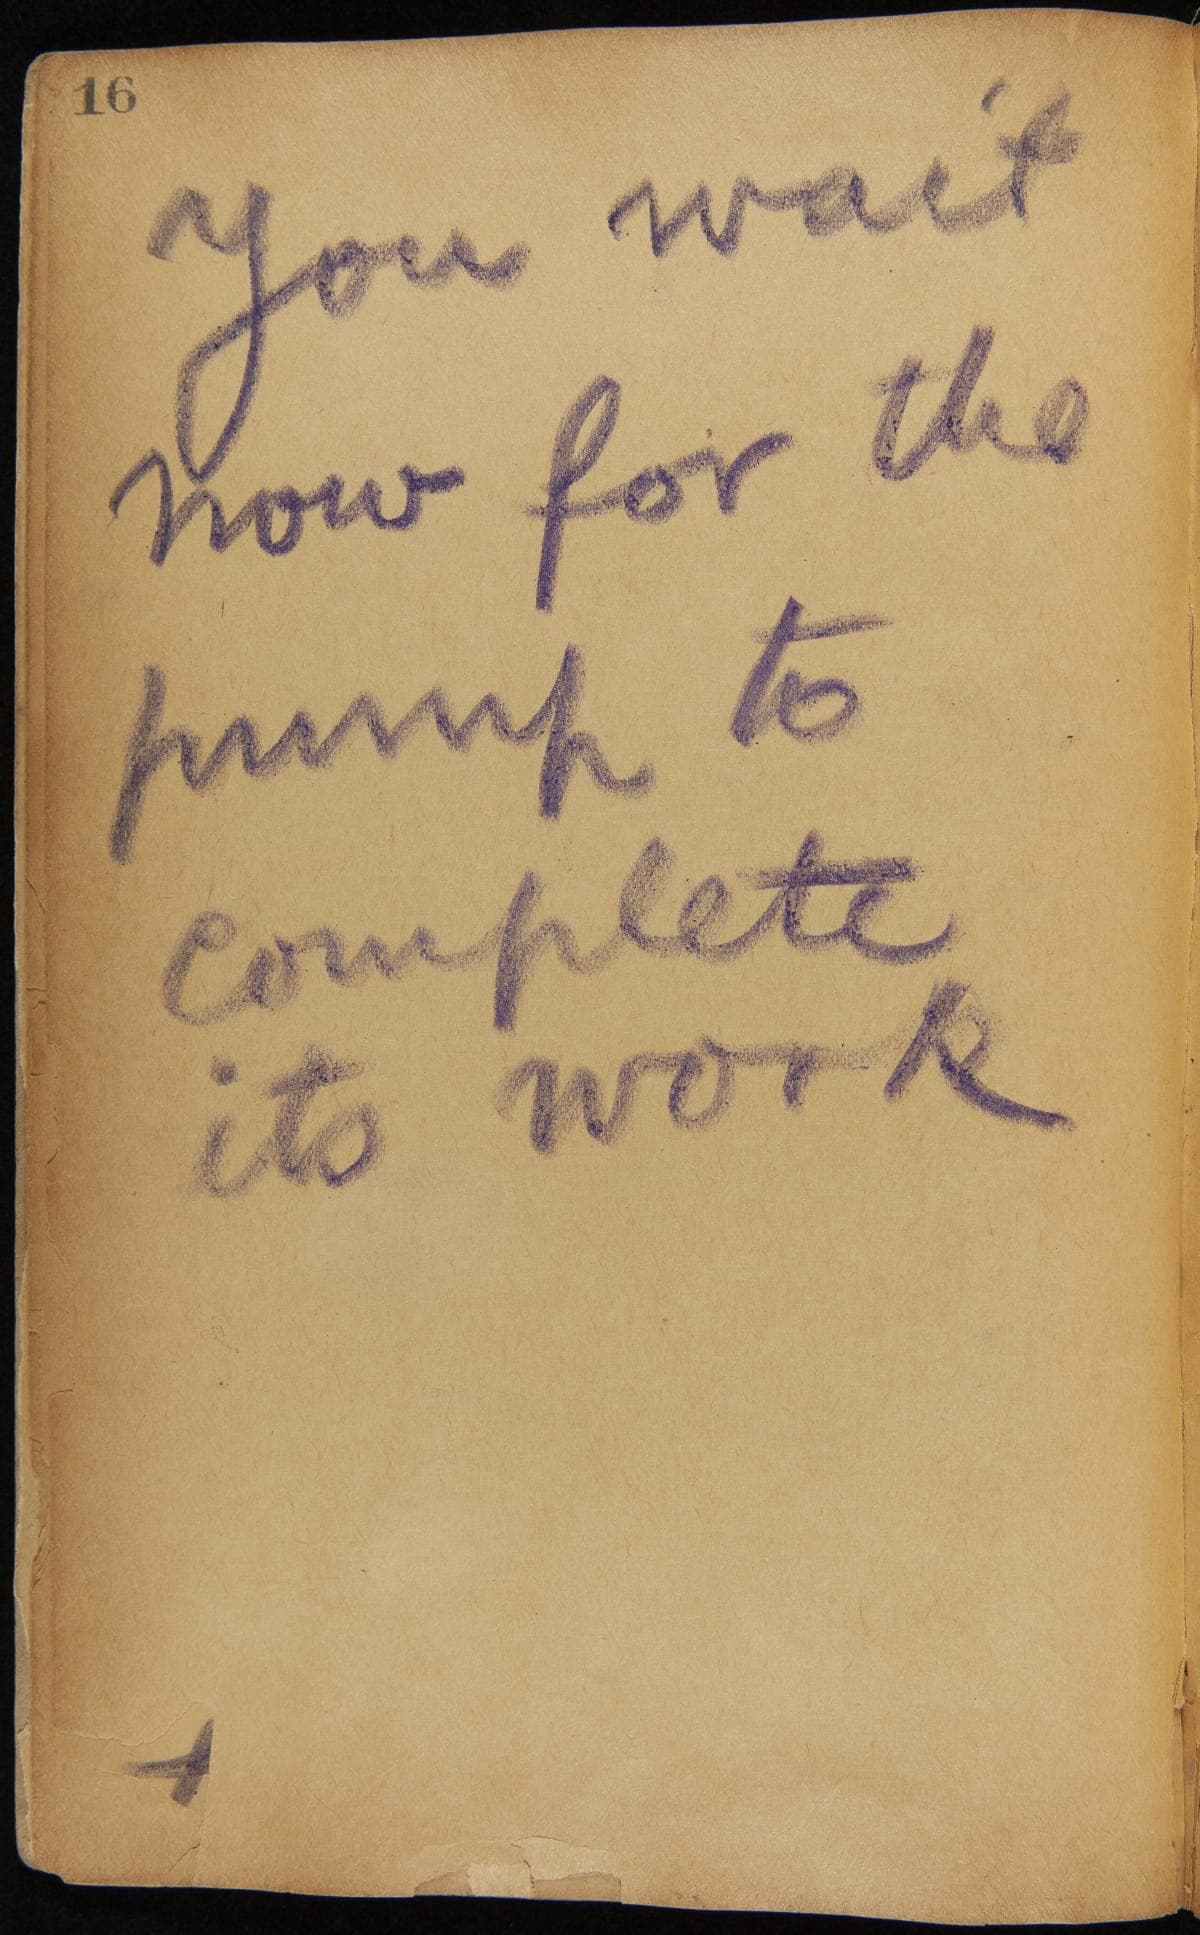 16
You wait
now for the
pump to
complete
its work
+